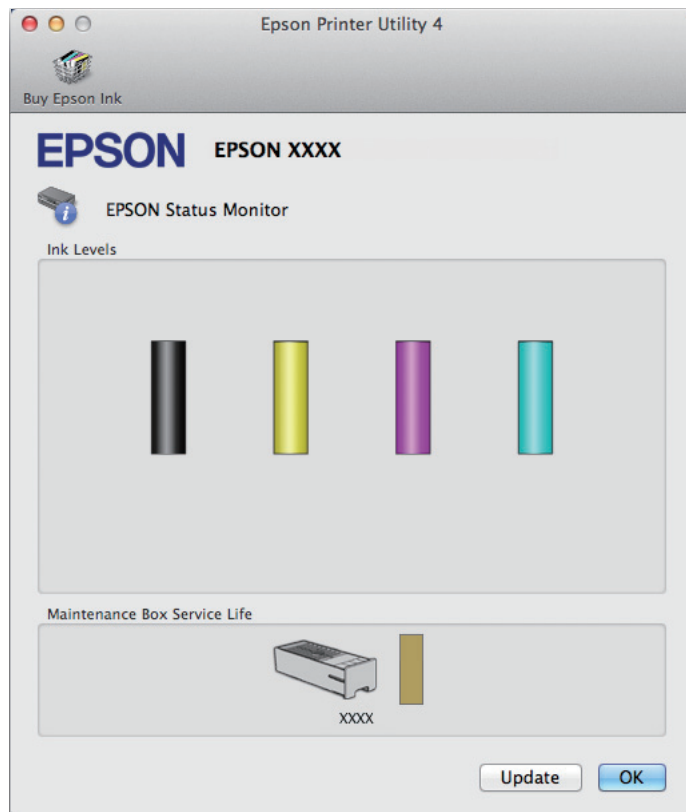 Epson Printer Utility 4
Buy Epson Ink
EPSON EPSON XXXX
EPSON Status Monitor
Ink Levels
Maintenance Box Service Life
XXXX
Update OK